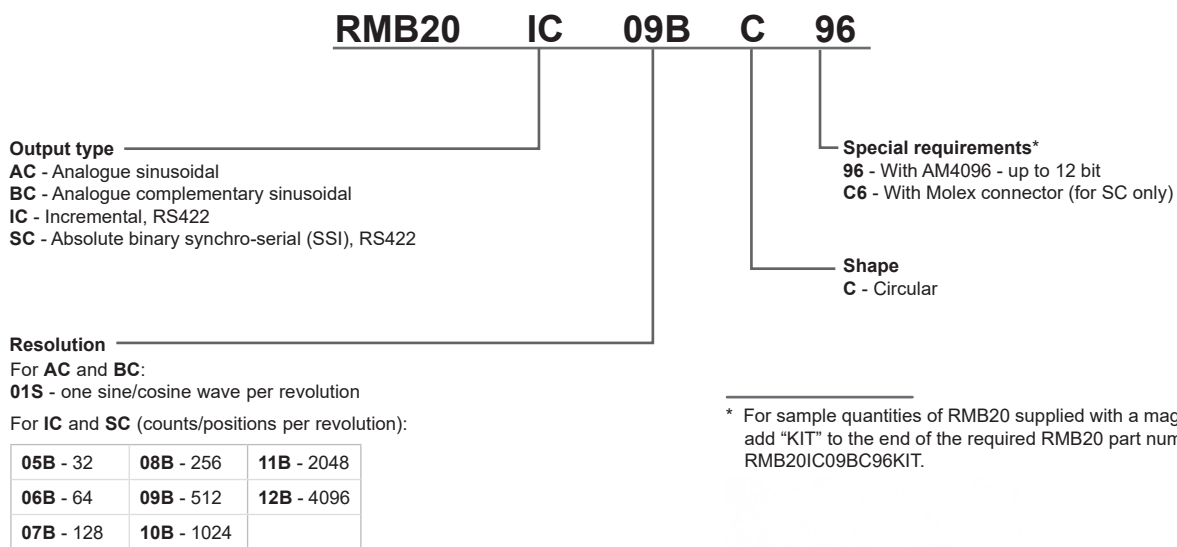 RMB20 IC 09B C 96
Output type
AC - Analogue sinusoidal
BC - Analogue complementary sinusoidal
IC - Incremental, RS422
SC - Absolute binary synchro-serial (SSI), RS422
Special requirements*
96 - With AM4096 - up to 12 bit
C6 - With Molex connector (for SC only)
Shape
C - Circular
Resolution
For AC and BC:
01S - one sine/cosine wave per revolution
For IC and SC (counts/positions per revolution):
05B - 32 08B - 256 11B - 2048
06B - 64 09B - 512 12B - 4096
07B - 128 10B - 1024
* For sample quantities of RMB20 supplied with a
add “KIT” to the end of the required RMB20 part
RMB20IC09BC96KIT.